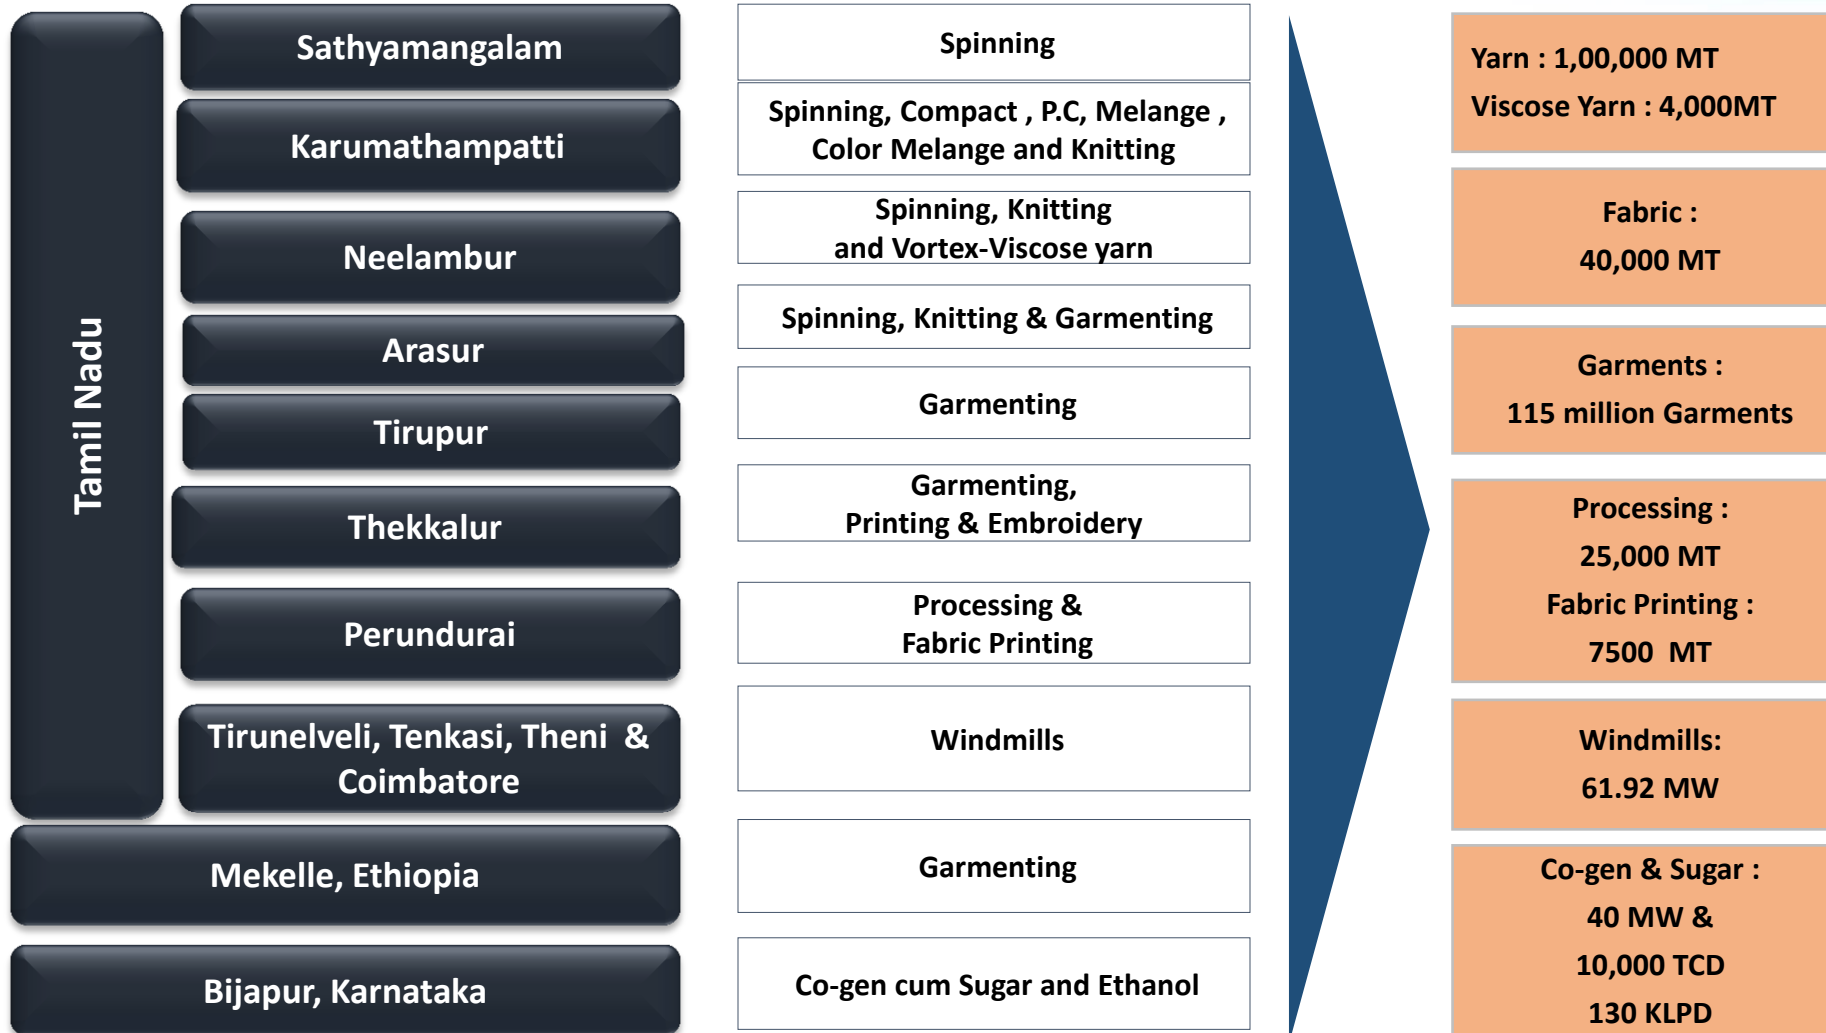 Tamil Nadu
Sathyamangalam
Spinning
Karumathampatti
Spinning, Compact , P.C, Melange ,
Color Melange and Knitting
Neelambur
Spinning, Knitting
and Vortex-Viscose yarn
Arasur
Spinning, Knitting & Garmenting
Tirupur
Garmenting
Thekkalur
Garmenting,
Printing & Embroidery
Perundurai
Processing &
Fabric Printing
Tirunelveli, Tenkasi, Theni &
Coimbatore
Windmills
Mekelle, Ethiopia
Garmenting
Bijapur, Karnataka
Co-gen cum Sugar and Ethanol
Yarn : 1,00,000 MT
Viscose Yarn : 4,000MT
Fabric :
40,000 MT
Garments :
115 million Garments
Processing :
25,000 MT
Fabric Printing :
7500 MT
Windmills:
61.92 MW
Co-gen & Sugar :
40 MW &
10,000 TCD
130 KLPD